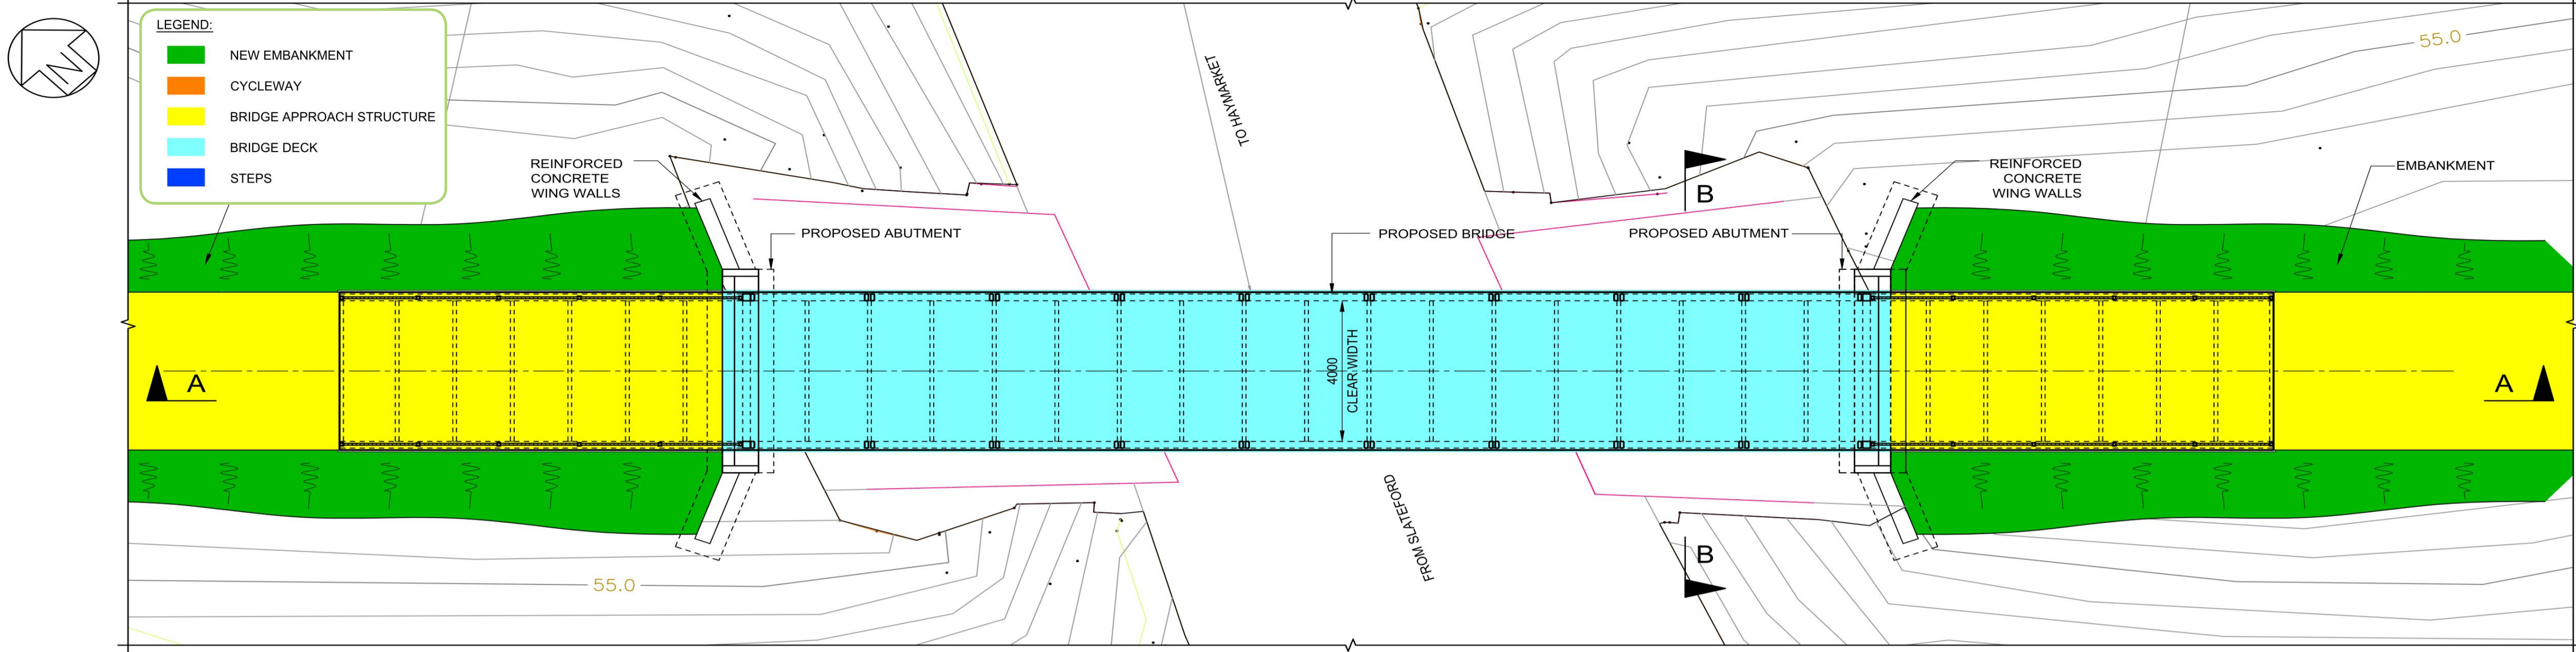 LEGEND:
NEW EMBANKMENT
CYCLEWAY
BRIDGE APPROACH STRUCTURE
BRIDGE DECK
STEPS
N
TO HAYMARKET
55.0
REINFORCED
CONCRETE
WING WALLS
B
REINFORCED
CONCRETE
WING WALLS
EMBANKMENT
PROPOSED ABUTMENT
PROPOSED BRIDGE
PROPOSED ABUTMENT
4000
CLEAR WIDTH
A
A
FROM SLATEFORD
B
55.0